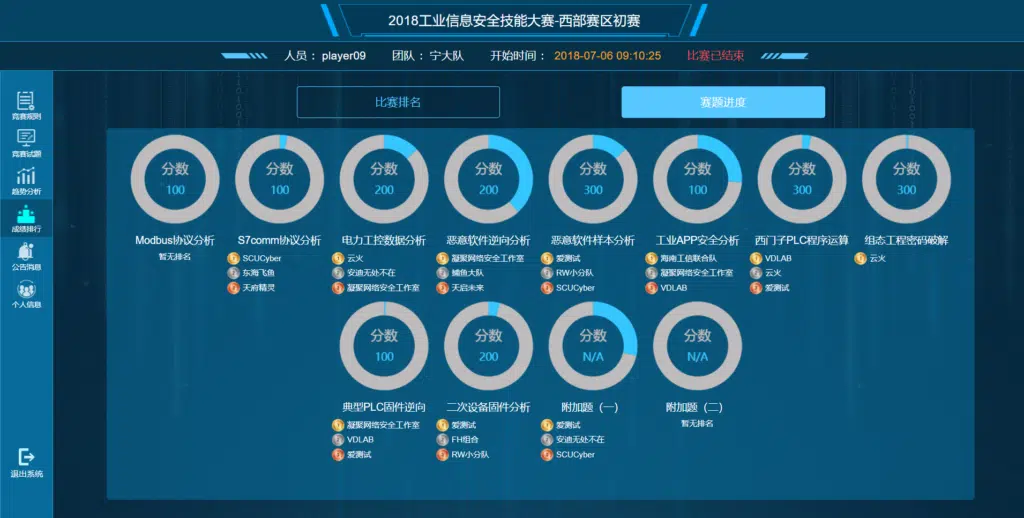 2018工业信息安全技能大赛-西部赛区初赛
人员： player09 团队： 宁大队 开始时间： 2018-07-06 09:10:25 比赛已结束
竞赛规则
竞赛试题
趋势分析
成绩排行
公告消息
个人信息
退出系统
比赛排名 赛题进度
分数 分数 分数 分数 分数 分数 分数 分数
100 100 200 200 300 100 300 300
Modbus协议分析 S7comm协议分析 电力工控数据分析 恶意软件逆向分析 恶意软件样本分析 工业APP安全分析 西门子PLC程序运算 组态工程密码破解
暂无排名 SCUCyber 云火 凝聚网络安全工作室 爱测试 海南工信联合队 VDLAB 云火
东海飞鱼 安迪无处不在 捕鱼大队 RW小分队 凝聚网络安全工作室 云火
天府精灵 凝聚网络安全工作室 天启未来 SCUCyber VDLAB 爱测试
分数 分数 分数 分数
100 200 N/A N/A
典型PLC固件逆向 二次设备固件分析 附加题（一） 附加题（二）
凝聚网络安全工作室 爱测试 爱测试 暂无排名
VDLAB FH组合 安迪无处不在
爱测试 RW小分队 SCUCyber